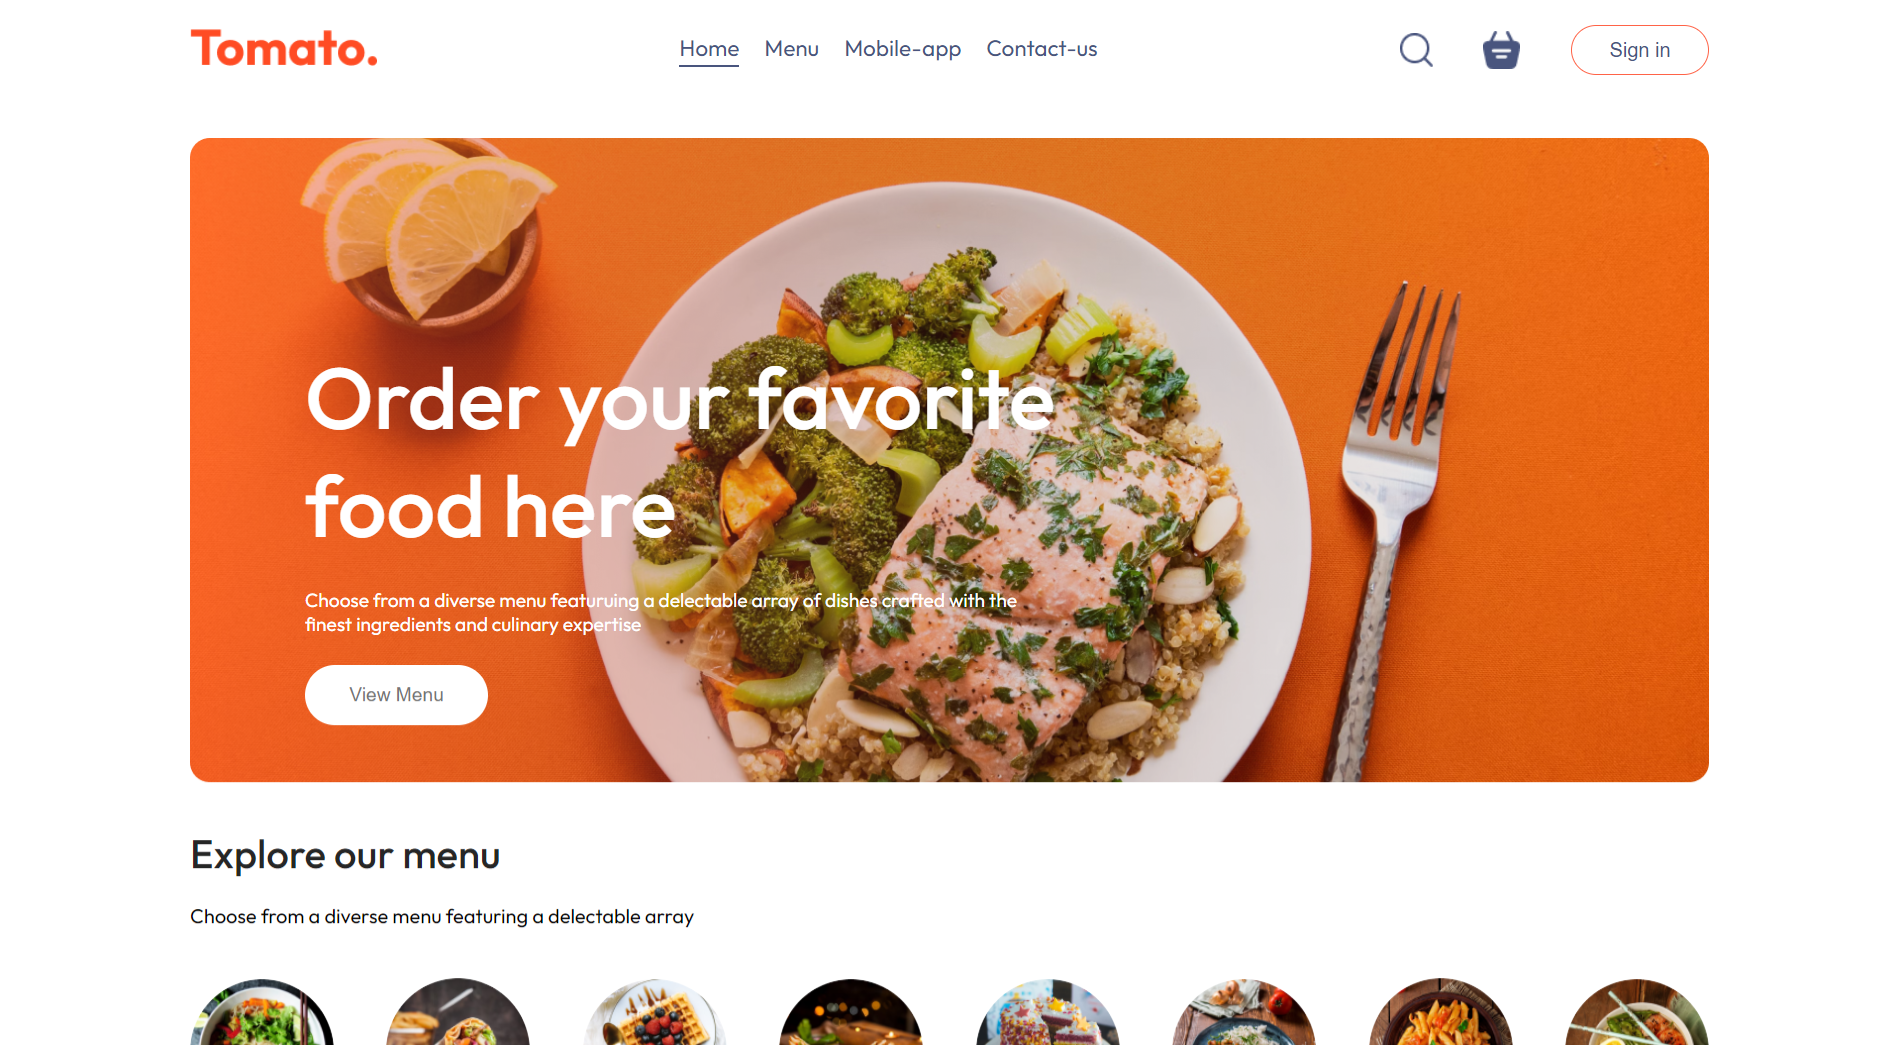 Tomato.
Home Menu Mobile-app Contact-us
Sign in
Order your favorite
food here
Choose from a diverse menu featuruing a delectable array of dishes crafted with the
finest ingredients and culinary expertise
View Menu
Explore our menu
Choose from a diverse menu featuring a delectable array